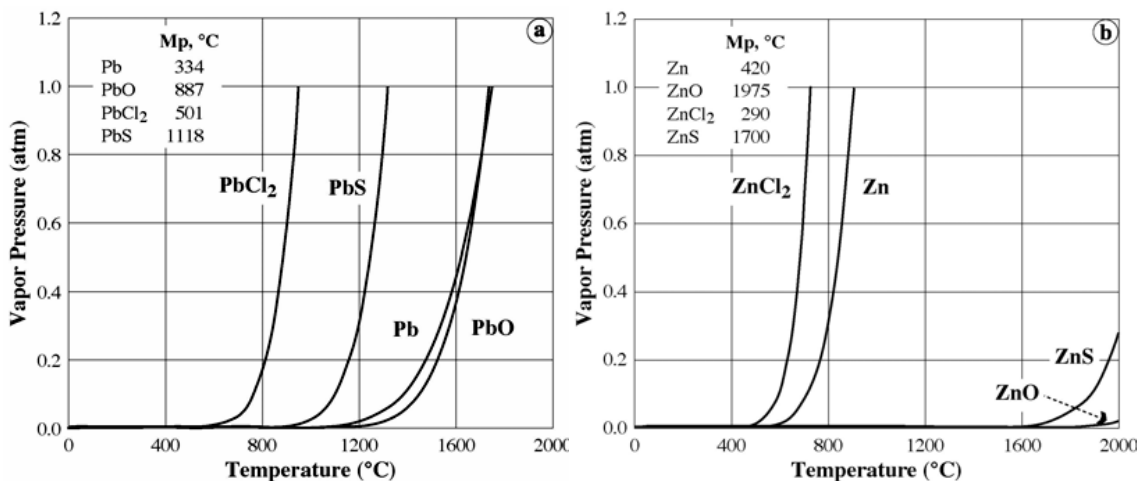 a
Mp, °C
Pb 334
PbO 887
PbCl2 501
PbS 1118
PbCl2
PbS
Pb
PbO
Vapor Pressure (atm)
1.2
1.0
0.8
0.6
0.4
0.2
0.0
0 400 800 1200 1600 2000
Temperature (°C)
b
Mp, °C
Zn 420
ZnO 1975
ZnCl2 290
ZnS 1700
ZnCl2
Zn
ZnS
ZnO
Vapor Pressure (atm)
1.2
1.0
0.8
0.6
0.4
0.2
0.0
0 400 800 1200 1600 2000
Temperature (°C)